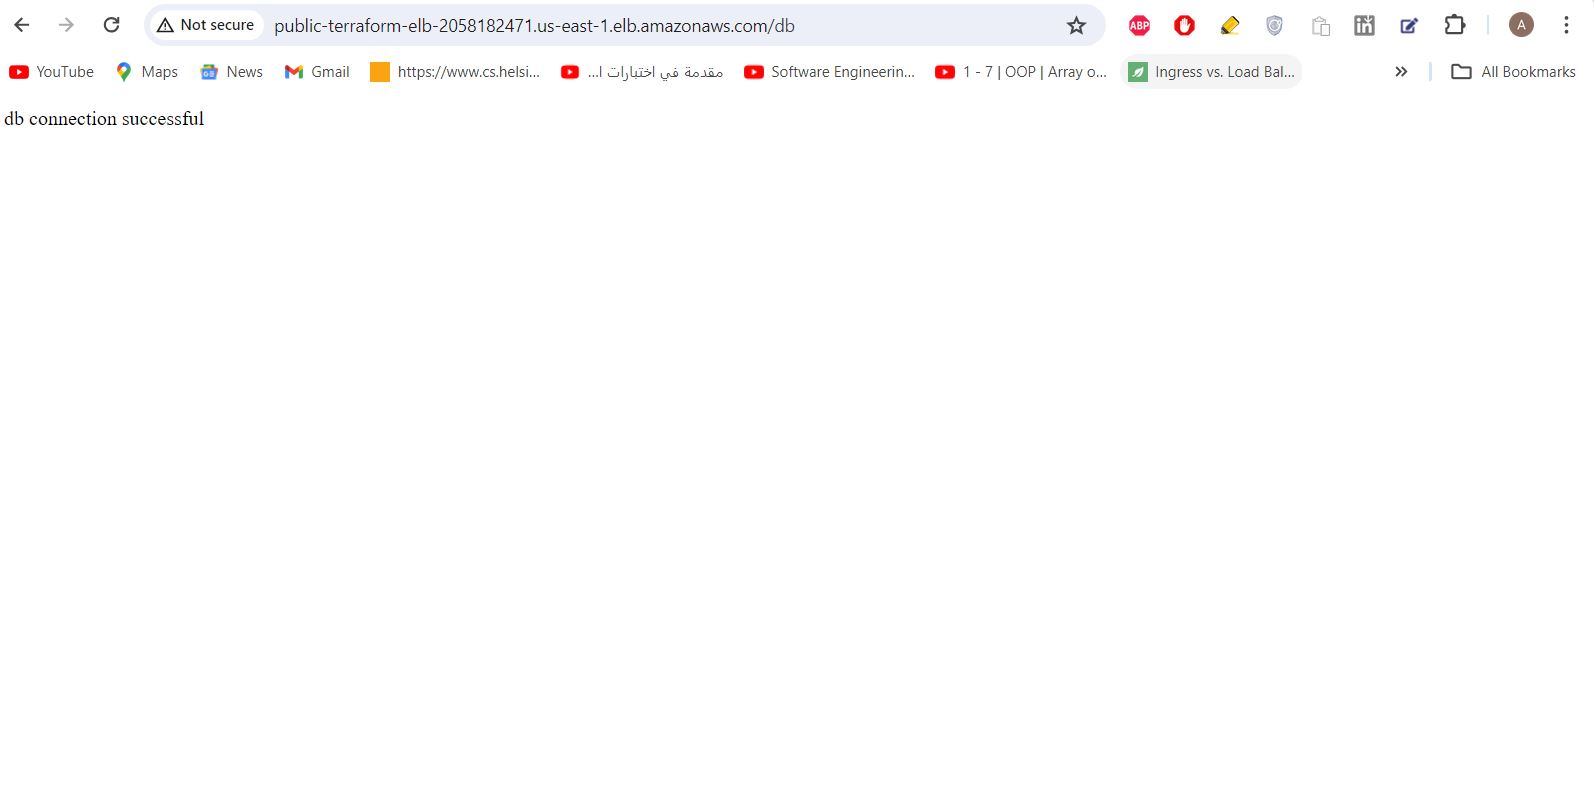 Not secure public-terraform-elb-2058182471.us-east-1.elb.amazonaws.com/db ABP A
YouTube Maps News Gmail https://www.cs.helsi... مقدمة في اختبارات ا... Software Engineerin... 1 - 7 | OOP | Array o... Ingress vs. Load Bal... » All Bookmarks
db connection successful